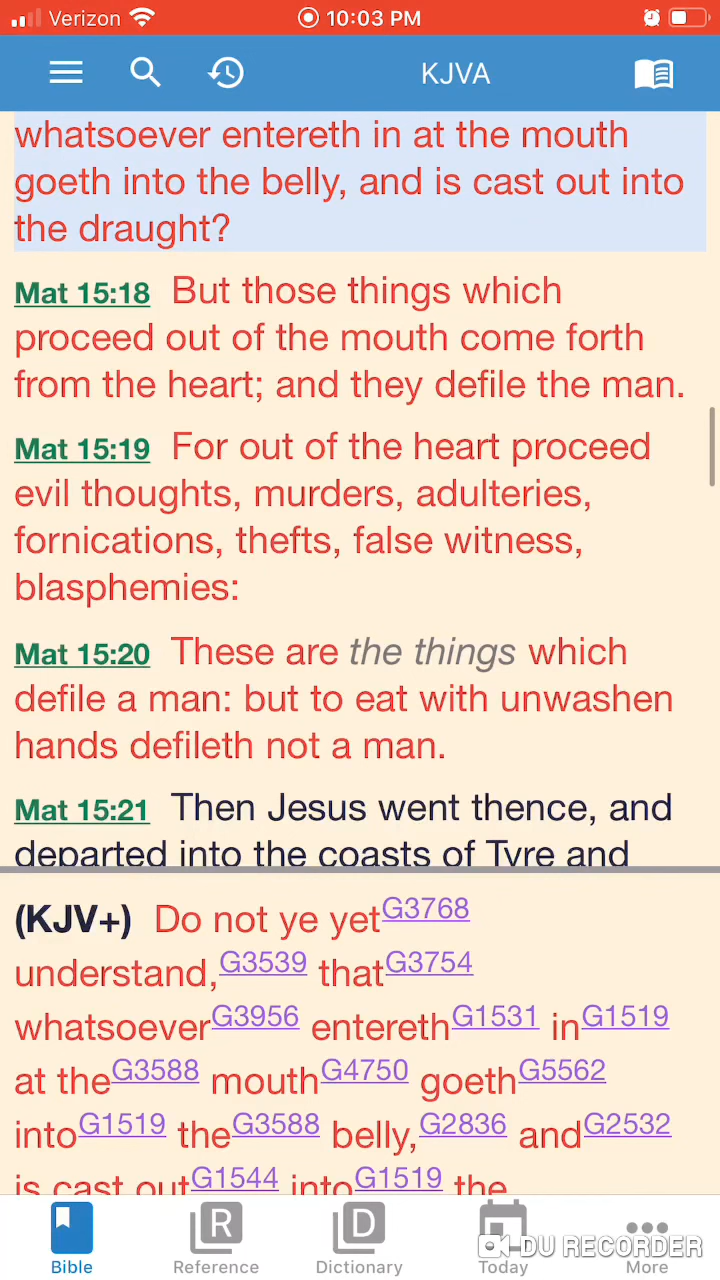 Verizon 10:03 PM
KJVA
whatsoever entereth in at the mouth
goeth into the belly, and is cast out into
the draught?
Mat 15:18 But those things which
proceed out of the mouth come forth
from the heart; and they defile the man.
Mat 15:19 For out of the heart proceed
evil thoughts, murders, adulteries,
fornications, thefts, false witness,
blasphemies:
Mat 15:20 These are the things which
defile a man: but to eat with unwashen
hands defileth not a man.
Mat 15:21 Then Jesus went thence, and
departed into the coasts of Tyre and
(KJV+) Do not ye yetG3768
understand,G3539 thatG3754
whatsoeverG3956 enterethG1531 inG1519
at theG3588 mouthG4750 goethG5562
intoG1519 theG3588 belly,G2836 andG2532
is cast outG1544 intoG1519 the
R D
DU RECORDER
Bible Reference Dictionary Today More